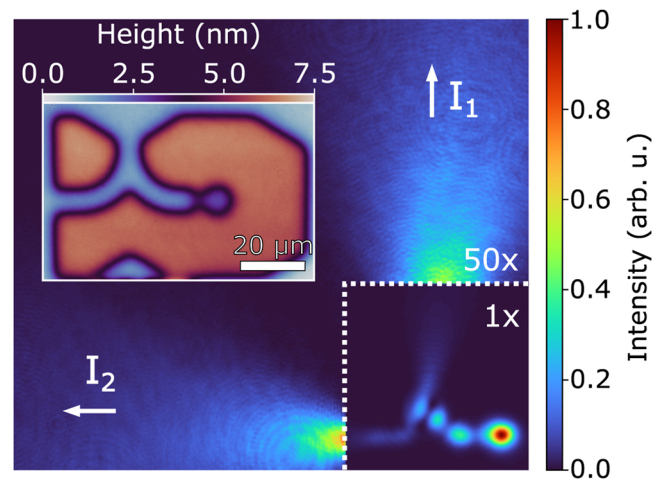 Height (nm)
0.0 2.5 5.0 7.5
20 μm
I₁
50x
1x
I₂
1.0
0.8
0.6
0.4
0.2
0.0
Intensity (arb. u.)